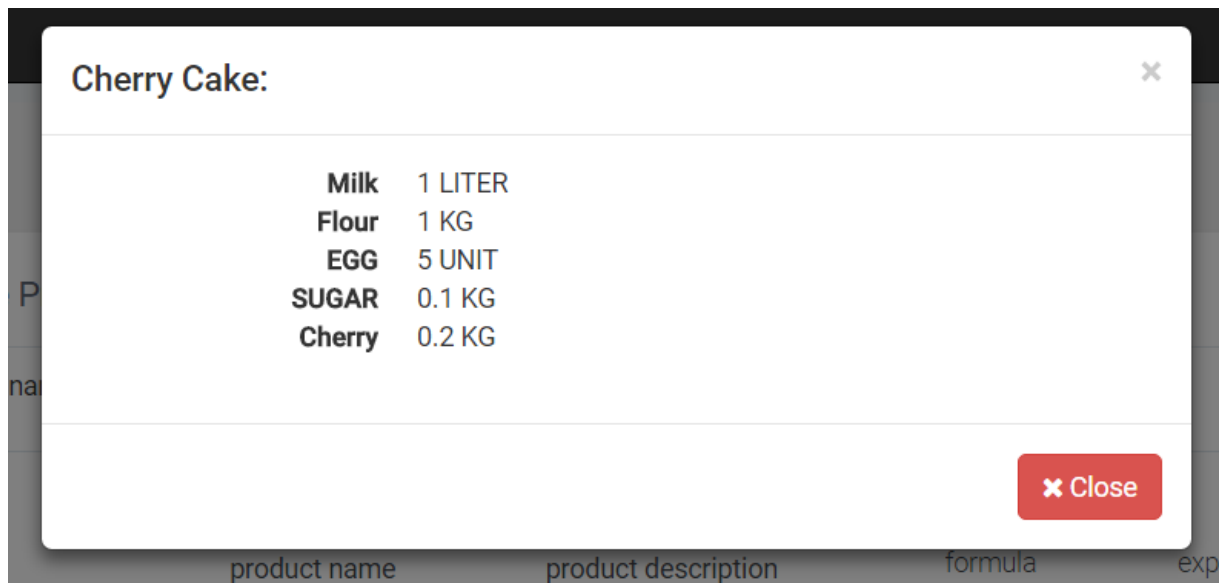 Cherry Cake: ×
Milk 1 LITER
Flour 1 KG
EGG 5 UNIT
SUGAR 0.1 KG
Cherry 0.2 KG
× Close
product name product description formula